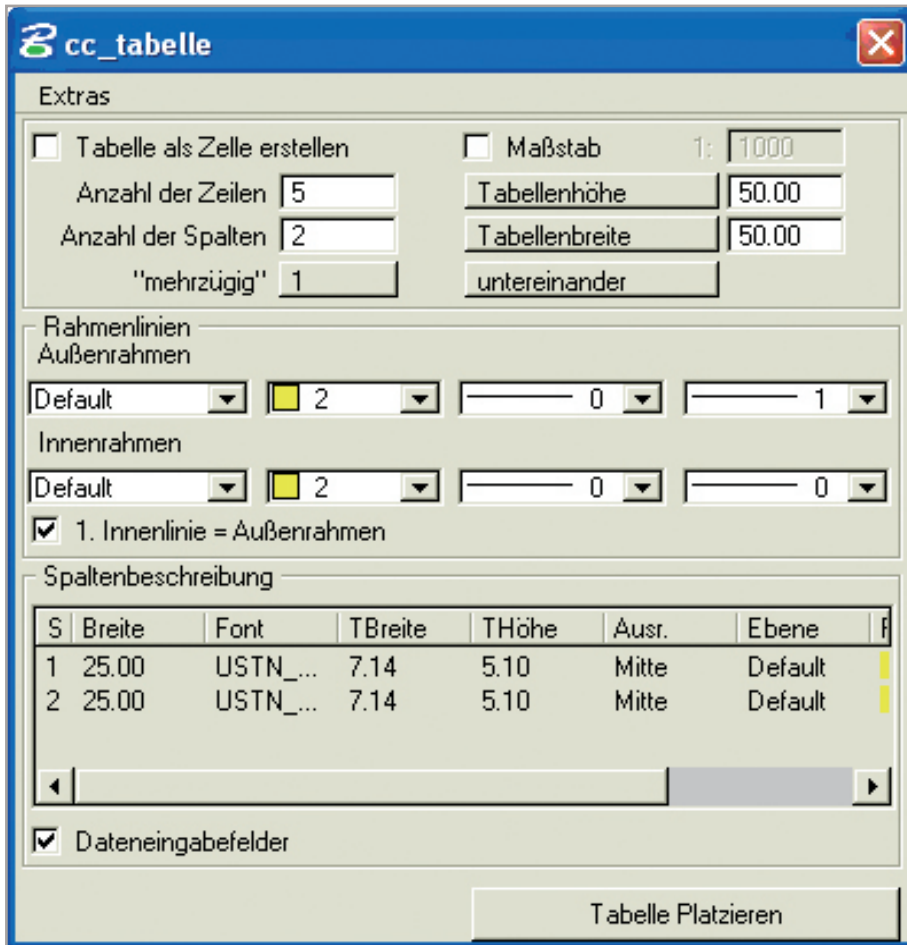 cc_tabelle
Extras
Tabelle als Zelle erstellen Maßstab 1: 1000
Anzahl der Zeilen 5 Tabellenhöhe 50.00
Anzahl der Spalten 2 Tabellenbreite 50.00
"mehrzügig" 1 untereinander
Rahmenlinien
Außenrahmen
Default 2 0 1
Innenrahmen
Default 2 0 0
1. Innenlinie = Außenrahmen
Spaltenbeschreibung
S Breite Font TBreite THöhe Ausr. Ebene
1 25.00 USTN_... 7.14 5.10 Mitte Default
2 25.00 USTN_... 7.14 5.10 Mitte Default
Dateneingabefelder
Tabelle Platzieren